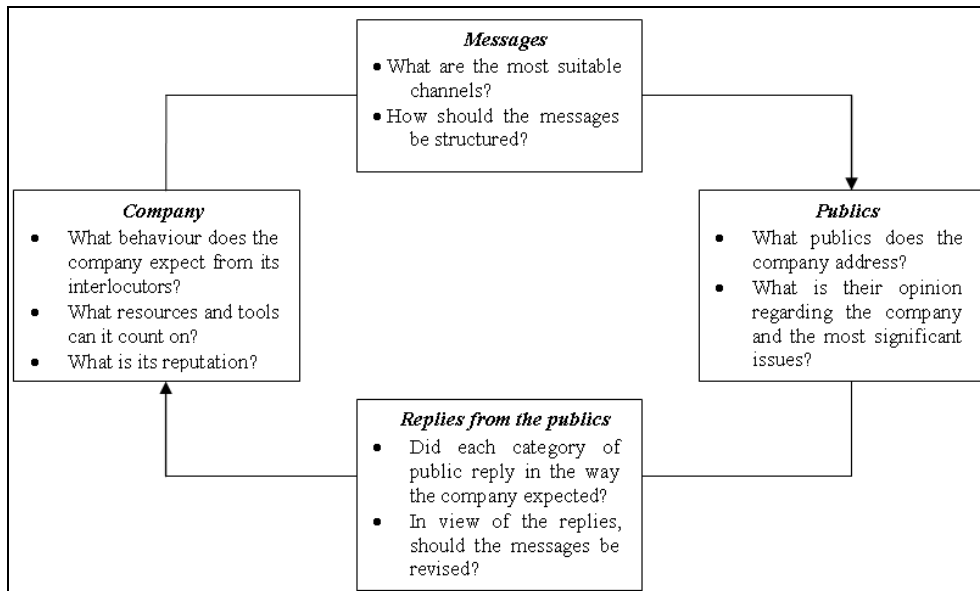 Messages
• What are the most suitable
channels?
• How should the messages
be structured?
Company
• What behaviour does the
company expect from its
interlocutors?
• What resources and tools
can it count on?
• What is its reputation?
Publics
• What publics does the
company address?
• What is their opinion
regarding the company
and the most significant
issues?
Replies from the publics
• Did each category of
public reply in the way
the company expected?
• In view of the replies,
should the messages be
revised?